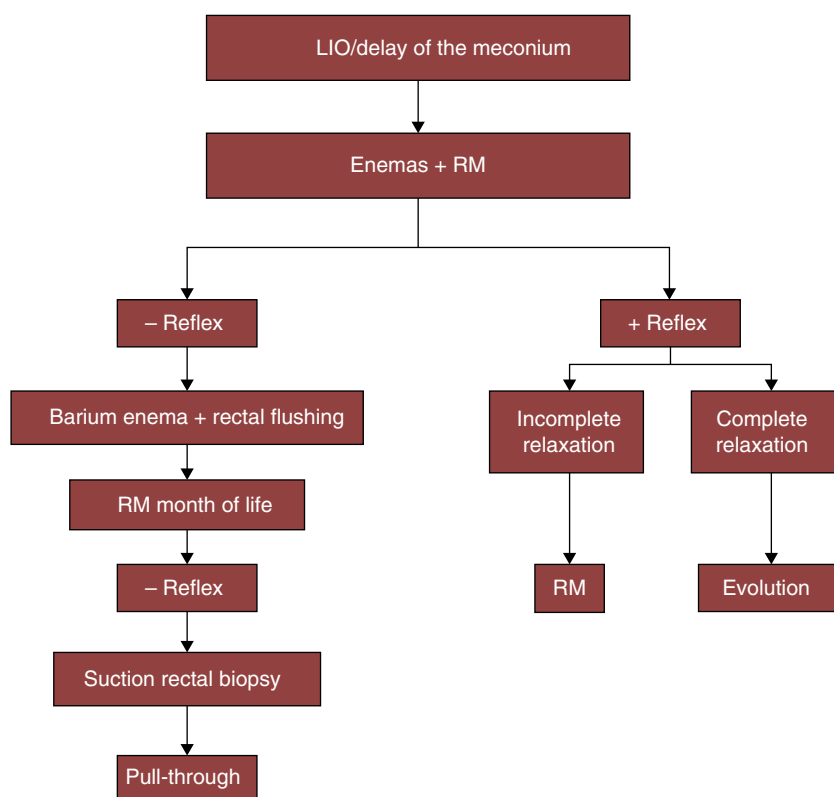 LIO/delay of the meconium
Enemas + RM
– Reflex
+ Reflex
Barium enema + rectal flushing
Incomplete
relaxation
Complete
relaxation
RM month of life
– Reflex
RM
Evolution
Suction rectal biopsy
Pull-through